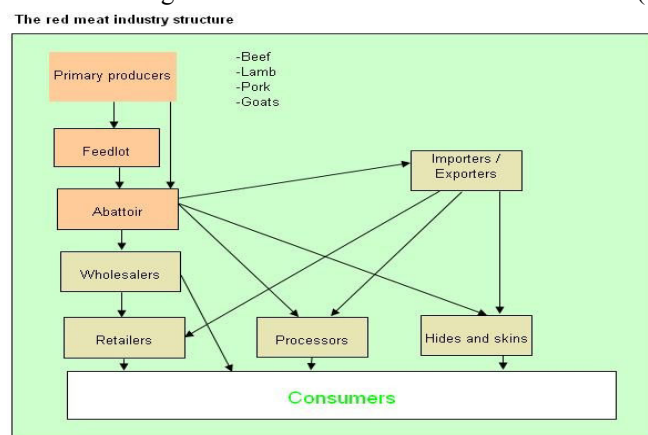 The red meat industry structure
Primary producers
-Beef
-Lamb
-Pork
-Goats
Feedlot
Importers /
Exporters
Abattoir
Wholesalers
Retailers
Processors
Hides and skins
Consumers